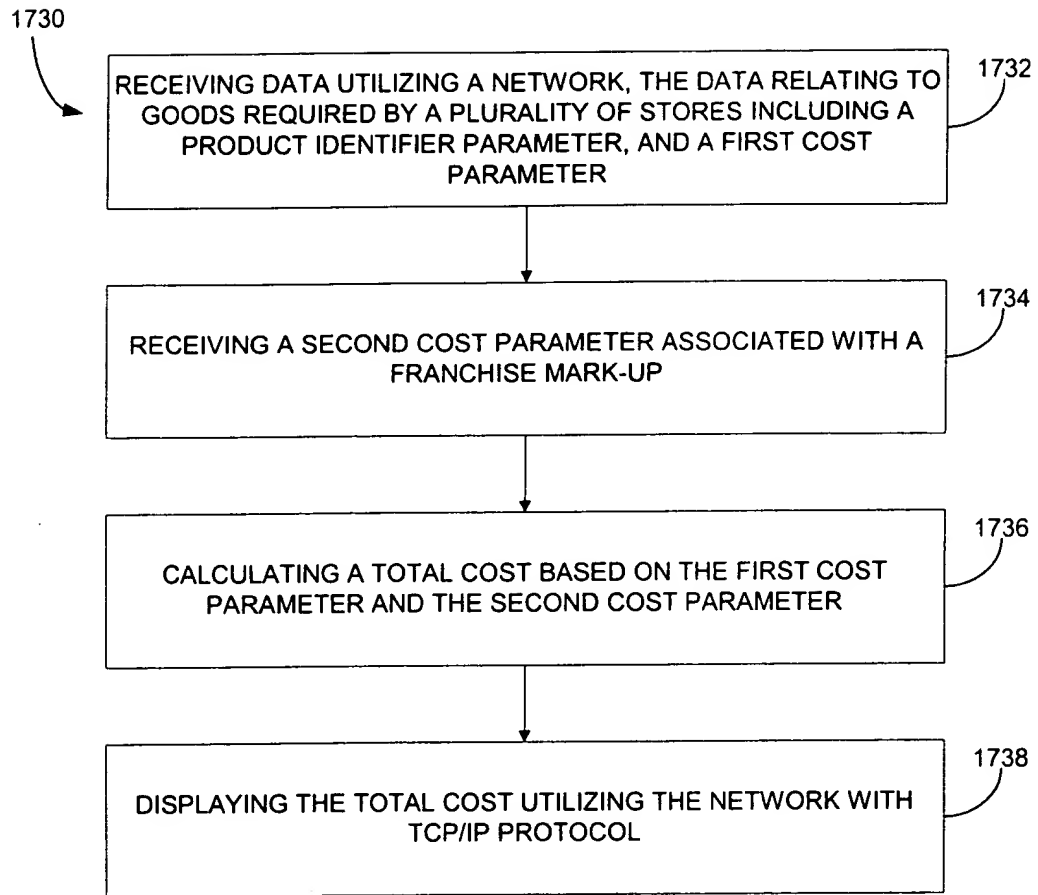 1730
RECEIVING DATA UTILIZING A NETWORK, THE DATA RELATING TO
GOODS REQUIRED BY A PLURALITY OF STORES INCLUDING A
PRODUCT IDENTIFIER PARAMETER, AND A FIRST COST
PARAMETER
1732
RECEIVING A SECOND COST PARAMETER ASSOCIATED WITH A
FRANCHISE MARK-UP
1734
CALCULATING A TOTAL COST BASED ON THE FIRST COST
PARAMETER AND THE SECOND COST PARAMETER
1736
DISPLAYING THE TOTAL COST UTILIZING THE NETWORK WITH
TCP/IP PROTOCOL
1738